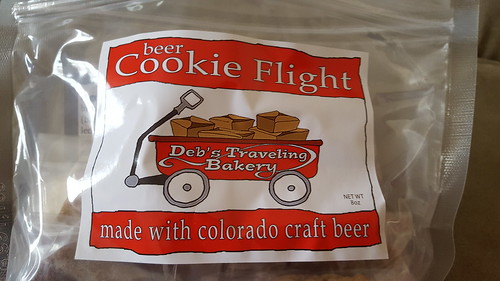 beer
Cookie Flight
Deb's Traveling
Bakery
NET WT
8oz
made with colorado craft beer